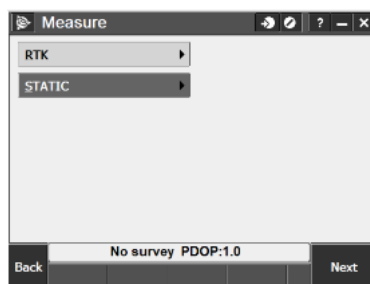 Measure ? – X
RTK
STATIC
No survey PDOP:1.0
Back
Next